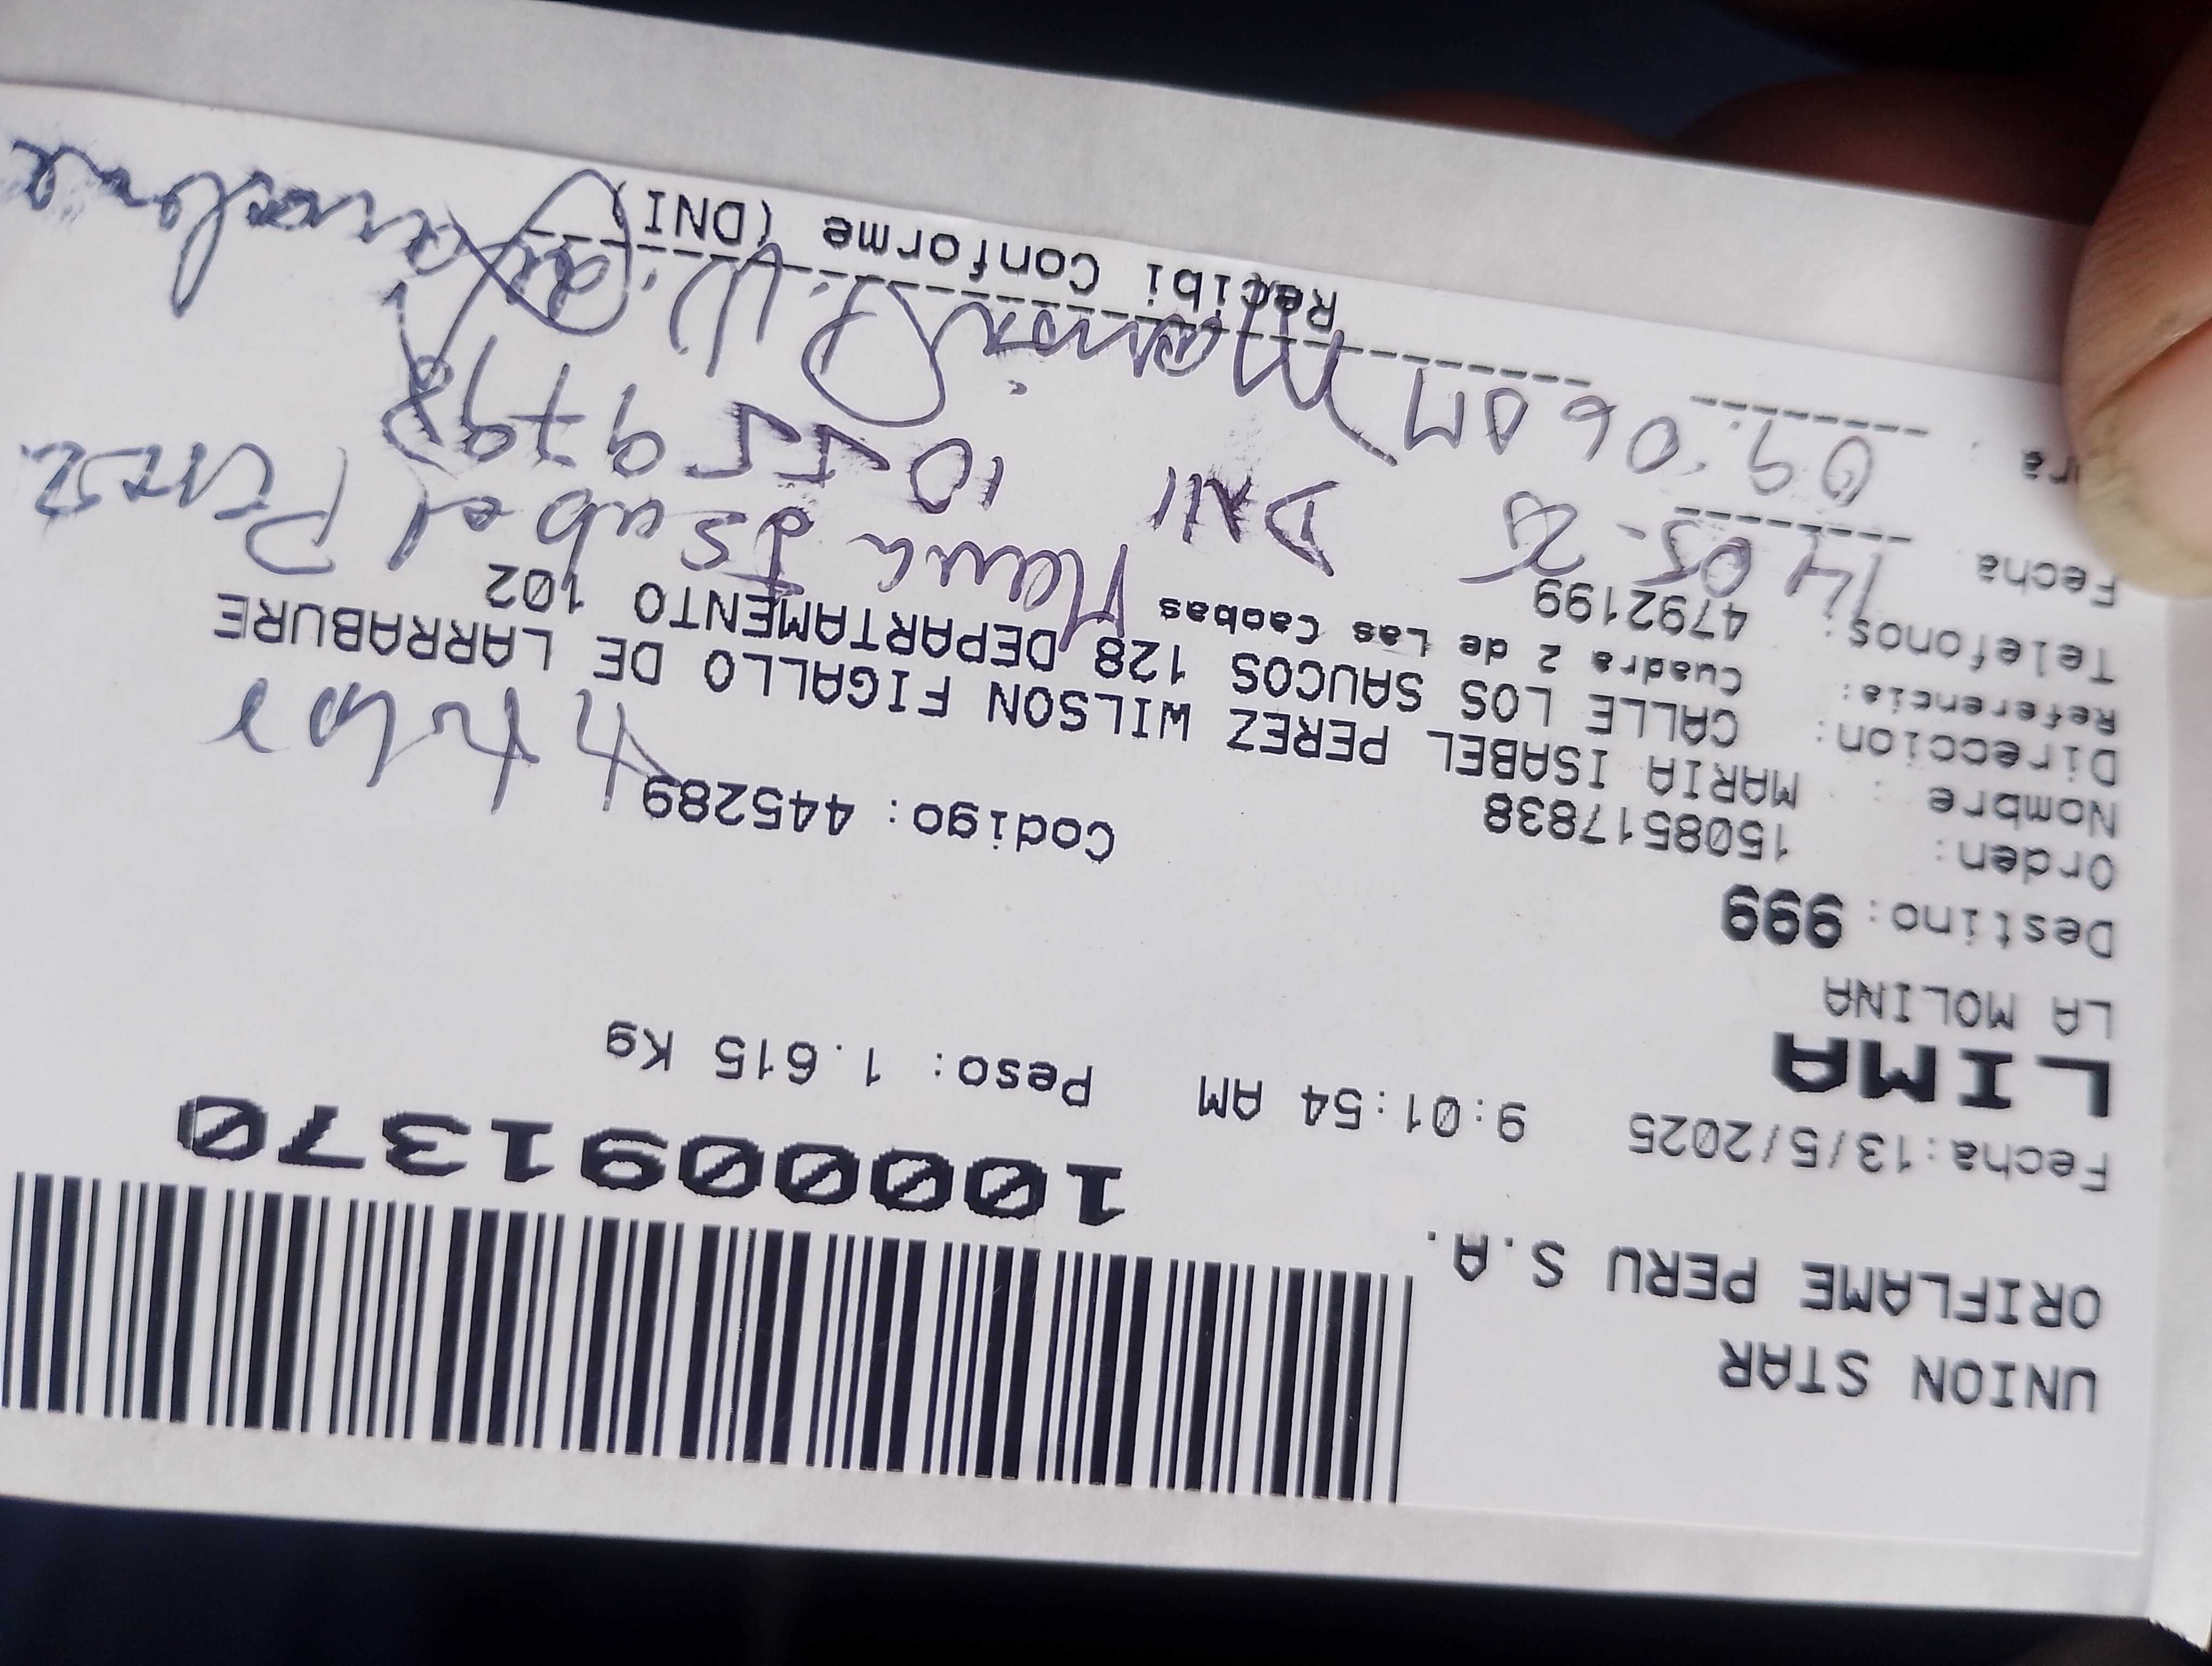 UNION STAR
ORIFLAME PERU S.A.
1000091370
Fecha:13/5/2025 9:01:54 AM Peso: 1.615 Kg
LIMA
LA MOLINA
Destino: 999
Orden: 1508517838 Codigo: 445289
Nombre : MARIA ISABEL PEREZ WILSON FIGALLO DE LARRABURE
Direccion: CALLE LOS SAUCOS 128 DEPARTAMENTO 102
Referencia: Cuadra 2 de Las Caobas
Telefonos: 4792199
Maria Isabel Perez
Fecha 14-05-
DNI 10559798
ra : 09:06 AM
Recibi Conforme (DNI)